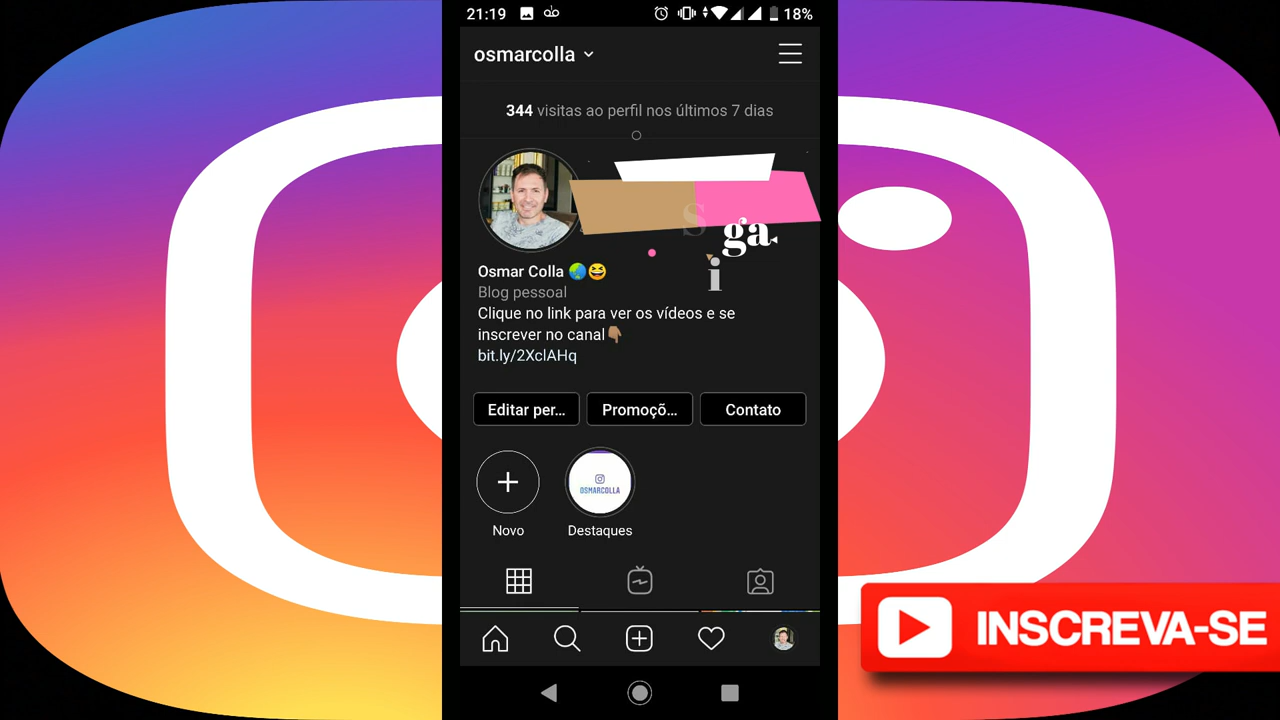 21:19
18%
osmarcolla
344 visitas ao perfil nos últimos 7 dias
S
ga
i
Osmar Colla 🌏😆
Blog pessoal
Clique no link para ver os vídeos e se
inscrever no canal👇🏽
bit.ly/2XclAHq
Editar per...
Promoçõ...
Contato
OSMARCOLLA
Novo
Destaques
INSCREVA-SE